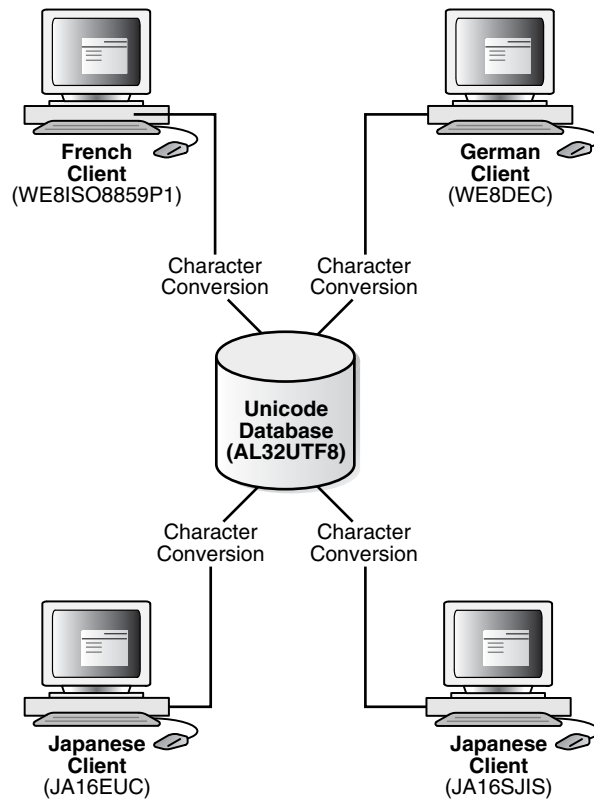 French
Client
(WE8ISO8859P1)
German
Client
(WE8DEC)
Character
Conversion
Character
Conversion
Unicode
Database
(AL32UTF8)
Character
Conversion
Character
Conversion
Japanese
Client
(JA16EUC)
Japanese
Client
(JA16SJIS)